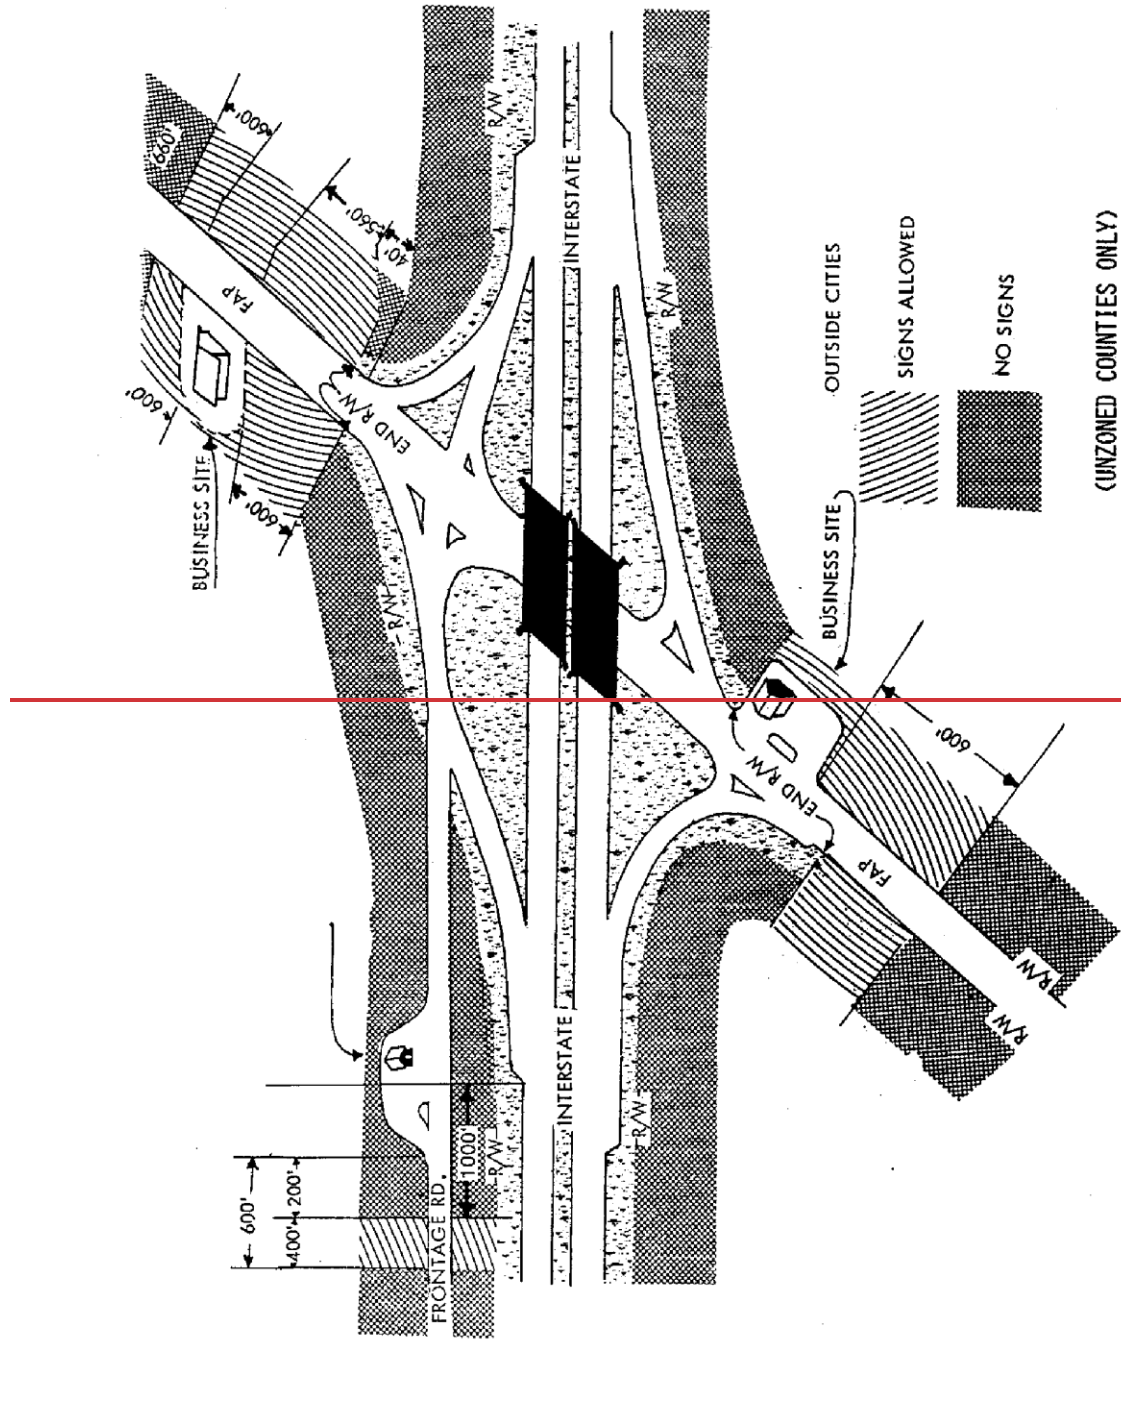 660'
600'
560'
40'
FAP
END R/W
600'
BUSINESS SITE
600'
R/W
INTERSTATE
R/W
R/W
OUTSIDE CITIES
SIGNS ALLOWED
NO SIGNS
(UNZONED COUNTIES ONLY)
BUSINESS SITE
600'
END R/W
FAP
R/W
R/W
INTERSTATE
R/W
R/W
1000'
FRONTAGE RD.
600'
200'
400'